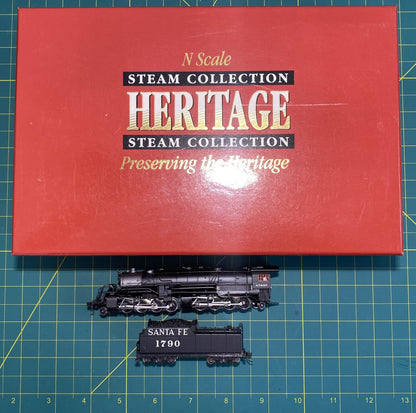 N Scale
STEAM COLLECTION
HERITAGE
STEAM COLLECTION
Preserving the Heritage
SANTA FE
1790
1 2 3 4 5 6 7 8 9 10 11 12 13